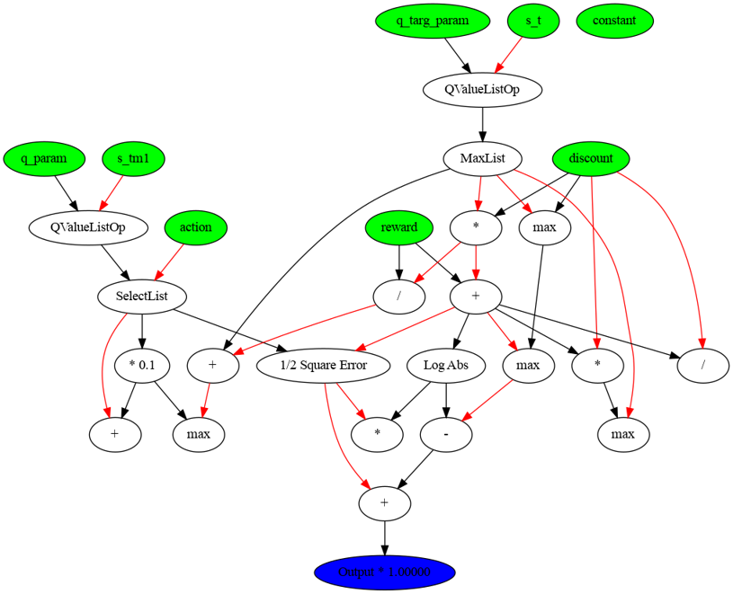 q_targ_param s_t constant
QValueListOp
q_param s_tm1 MaxList discount
QValueListOp action reward * max
SelectList / +
* 0.1 + 1/2 Square Error Log Abs max * /
+ max * - max
+
Output * 1.00000